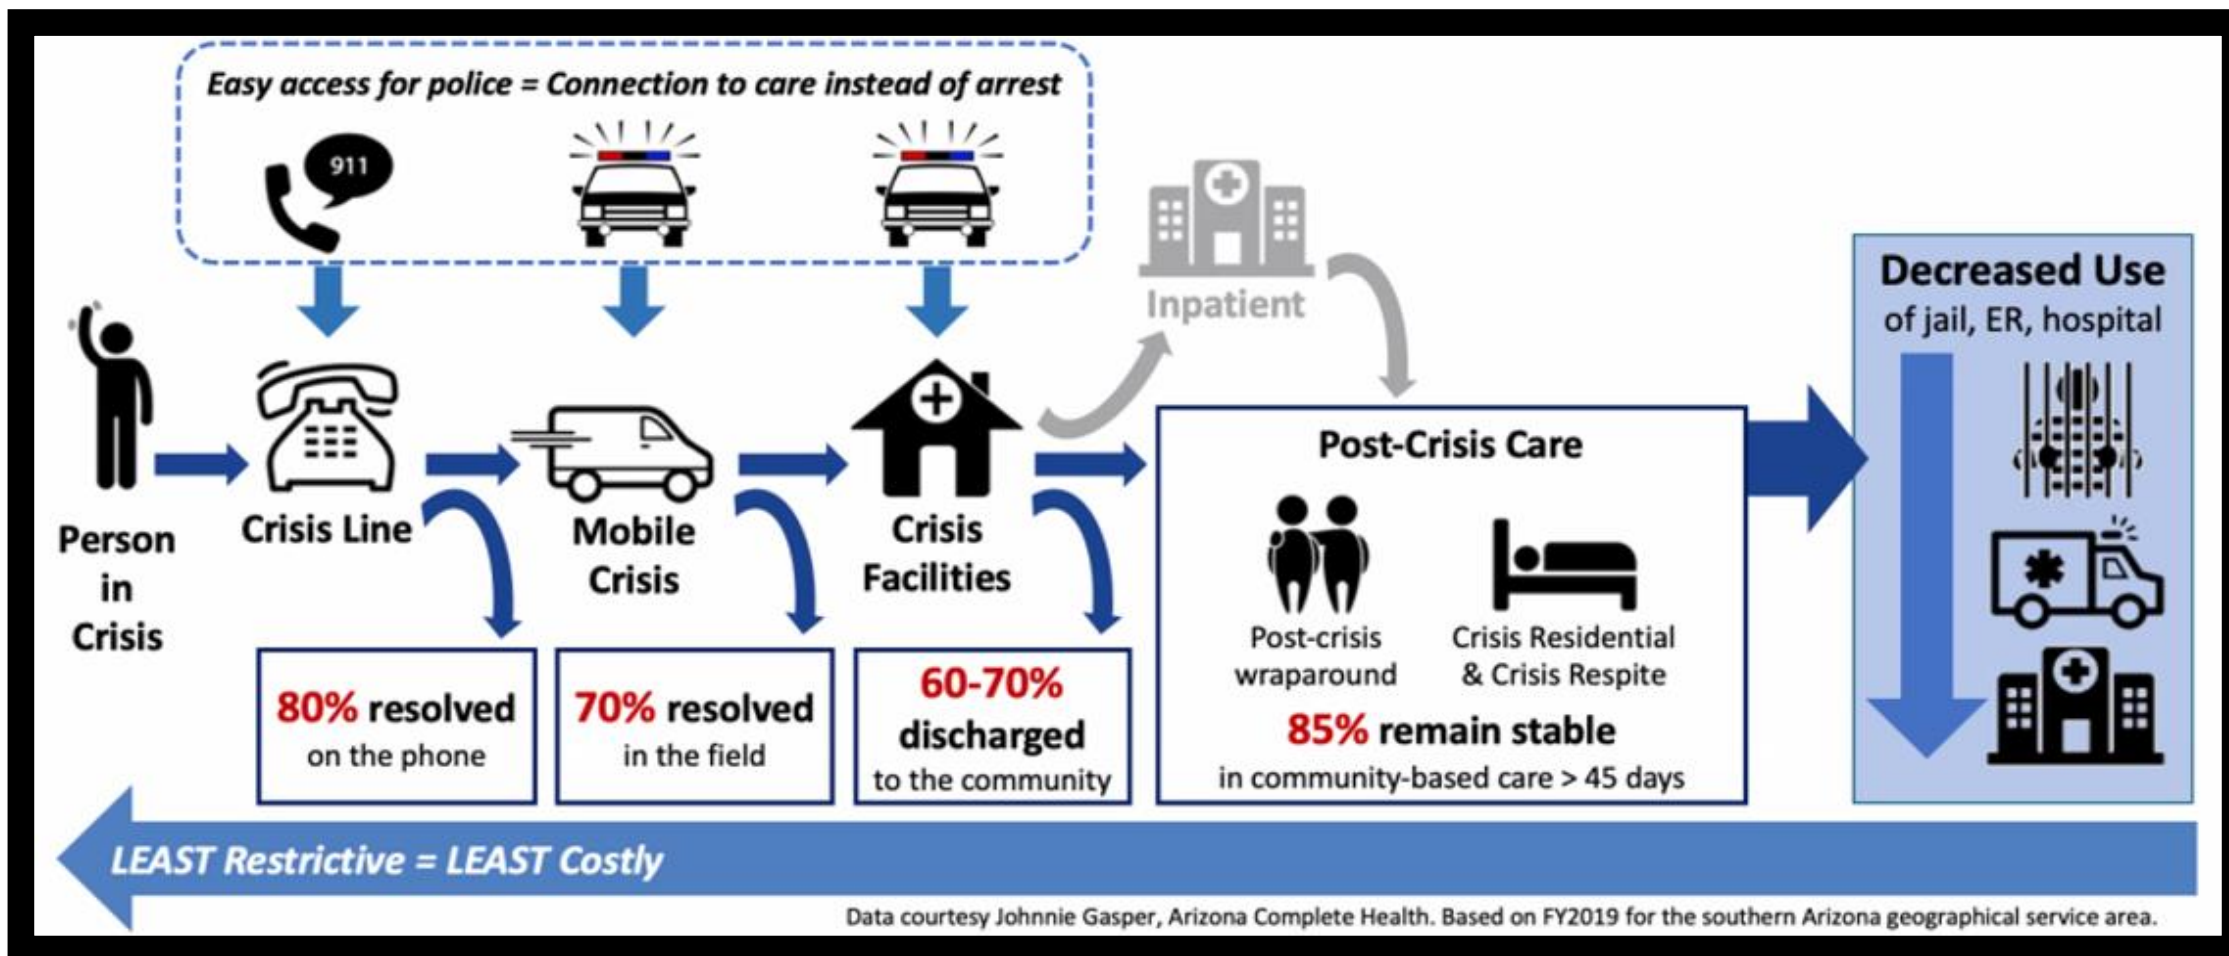 Easy access for police = Connection to care instead of arrest
911
Inpatient
Decreased Use
of jail, ER, hospital
Person
in
Crisis
Crisis Line
Mobile
Crisis
Crisis
Facilities
80% resolved
on the phone
70% resolved
in the field
60-70%
discharged
to the community
Post-Crisis Care
Post-crisis
wraparound
Crisis Residential
& Crisis Respite
85% remain stable
in community-based care > 45 days
LEAST Restrictive = LEAST Costly
Data courtesy Johnnie Gasper, Arizona Complete Health. Based on FY2019 for the southern Arizona geographical service area.